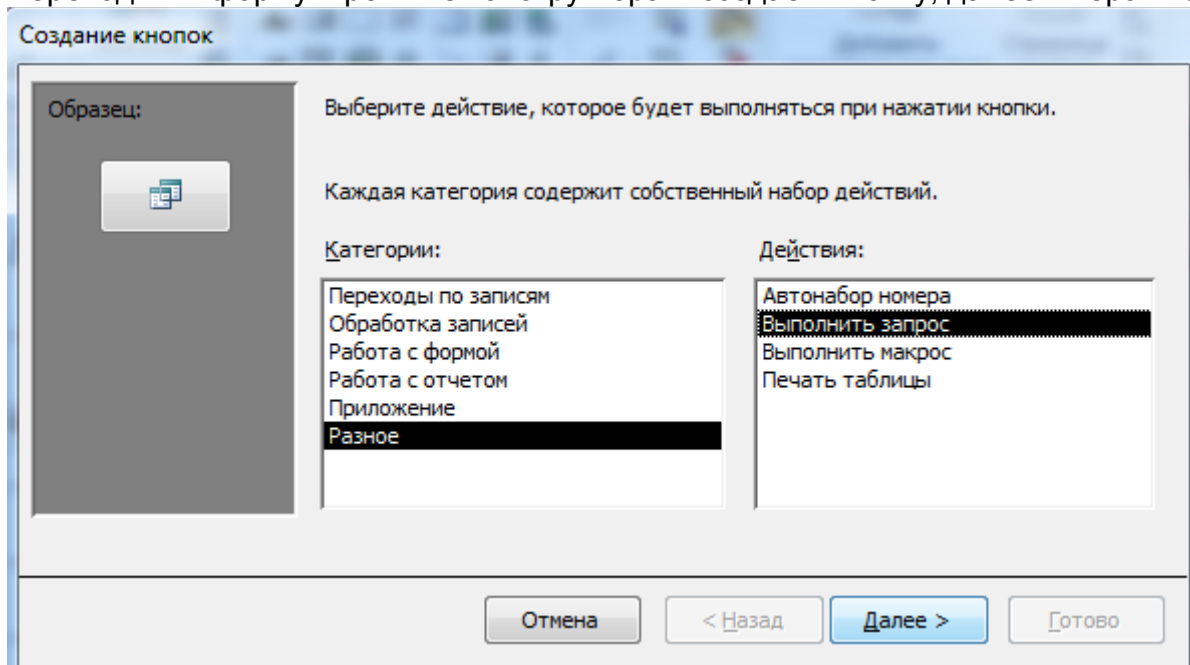 Создание кнопок
Образец:
Выберите действие, которое будет выполняться при нажатии кнопки.
Каждая категория содержит собственный набор действий.
Категории:
Действия:
Переходы по записям
Обработка записей
Работа с формой
Работа с отчетом
Приложение
Разное
Автонабор номера
Выполнить запрос
Выполнить макрос
Печать таблицы
Отмена
< Назад
Далее >
Готово